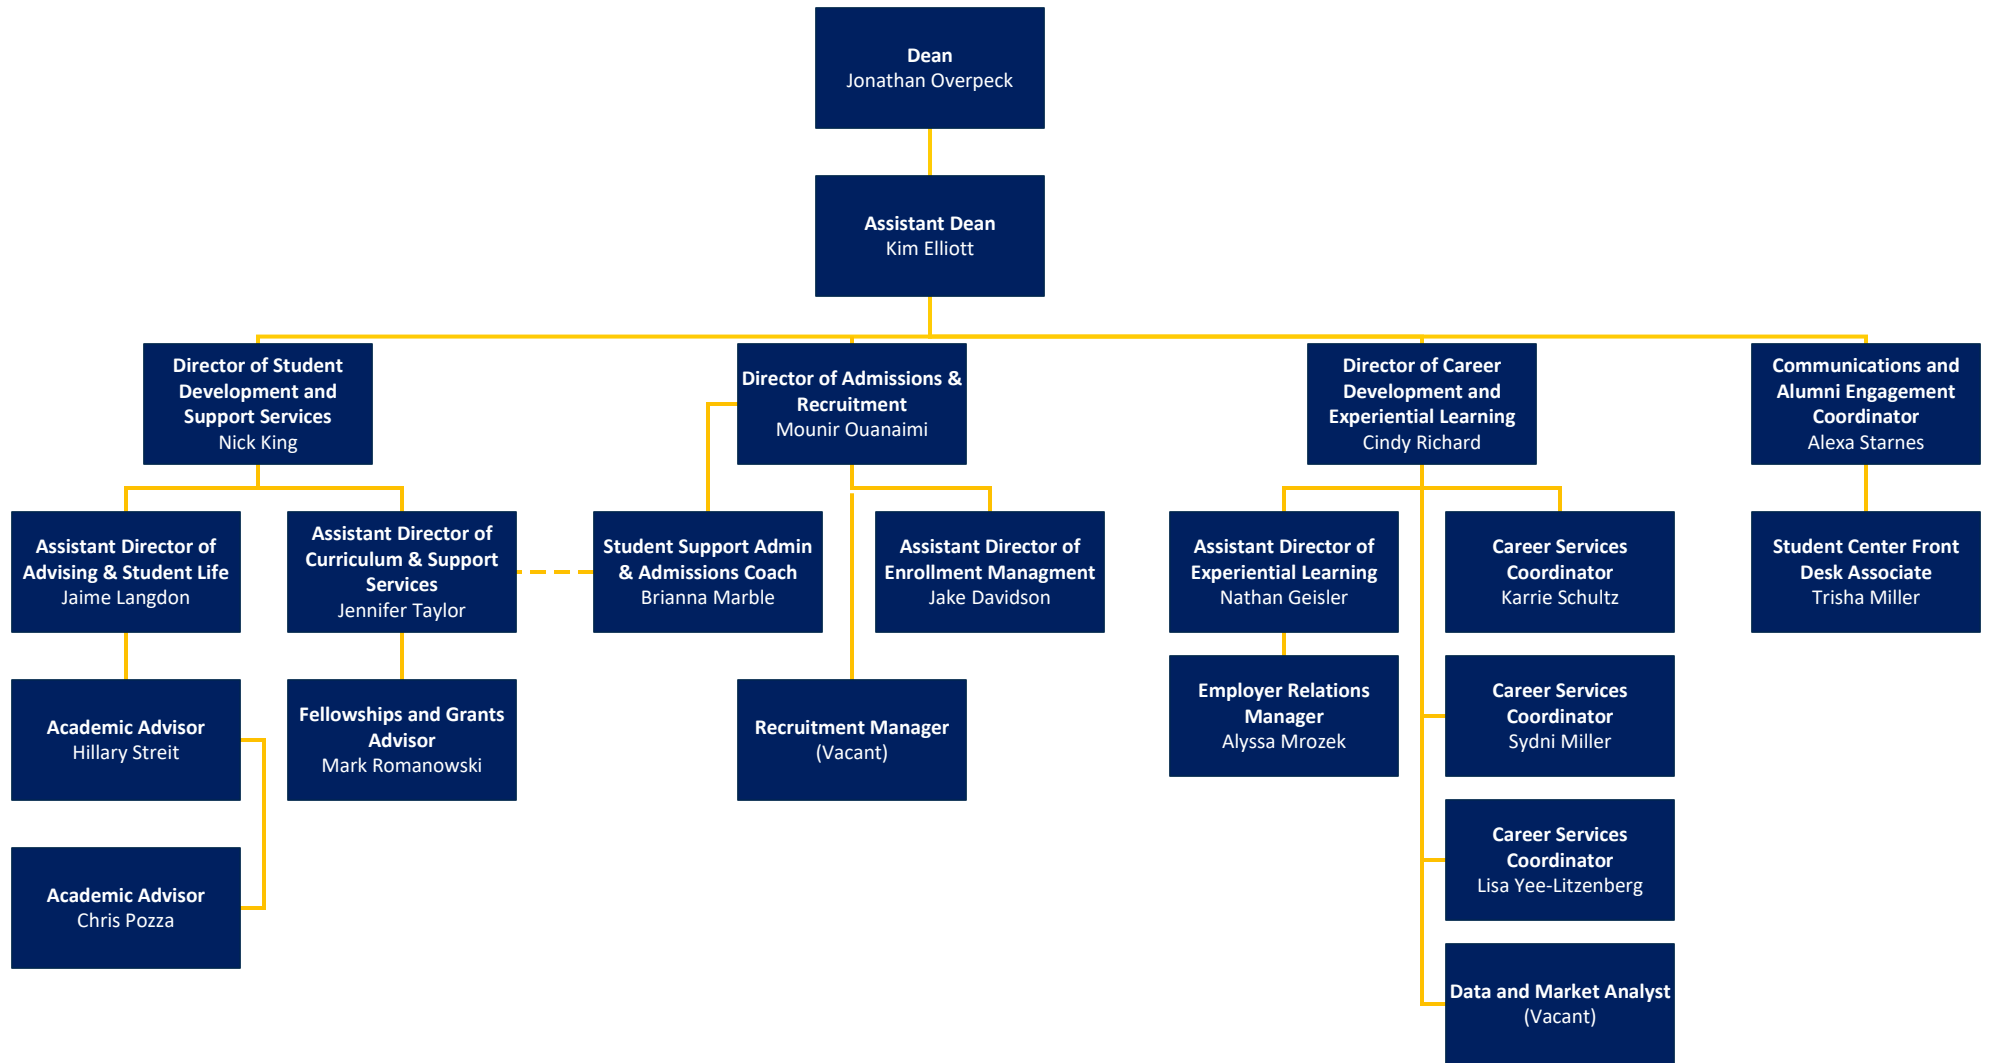 Dean
Jonathan Overpeck
Assistant Dean
Kim Elliott
Director of Student
Development and
Support Services
Nick King
Director of Admissions &
Recruitment
Mounir Ouanaimi
Director of Career
Development and
Experiential Learning
Cindy Richard
Communications and
Alumni Engagement
Coordinator
Alexa Starnes
Assistant Director of
Advising & Student Life
Jaime Langdon
Assistant Director of
Curriculum & Support
Services
Jennifer Taylor
Student Support Admin
& Admissions Coach
Brianna Marble
Assistant Director of
Enrollment Managment
Jake Davidson
Assistant Director of
Experiential Learning
Nathan Geisler
Career Services
Coordinator
Karrie Schultz
Student Center Front
Desk Associate
Trisha Miller
Academic Advisor
Hillary Streit
Fellowships and Grants
Advisor
Mark Romanowski
Recruitment Manager
(Vacant)
Employer Relations
Manager
Alyssa Mrozek
Career Services
Coordinator
Sydni Miller
Academic Advisor
Chris Pozza
Career Services
Coordinator
Lisa Yee-Litzenberg
Data and Market Analyst
(Vacant)